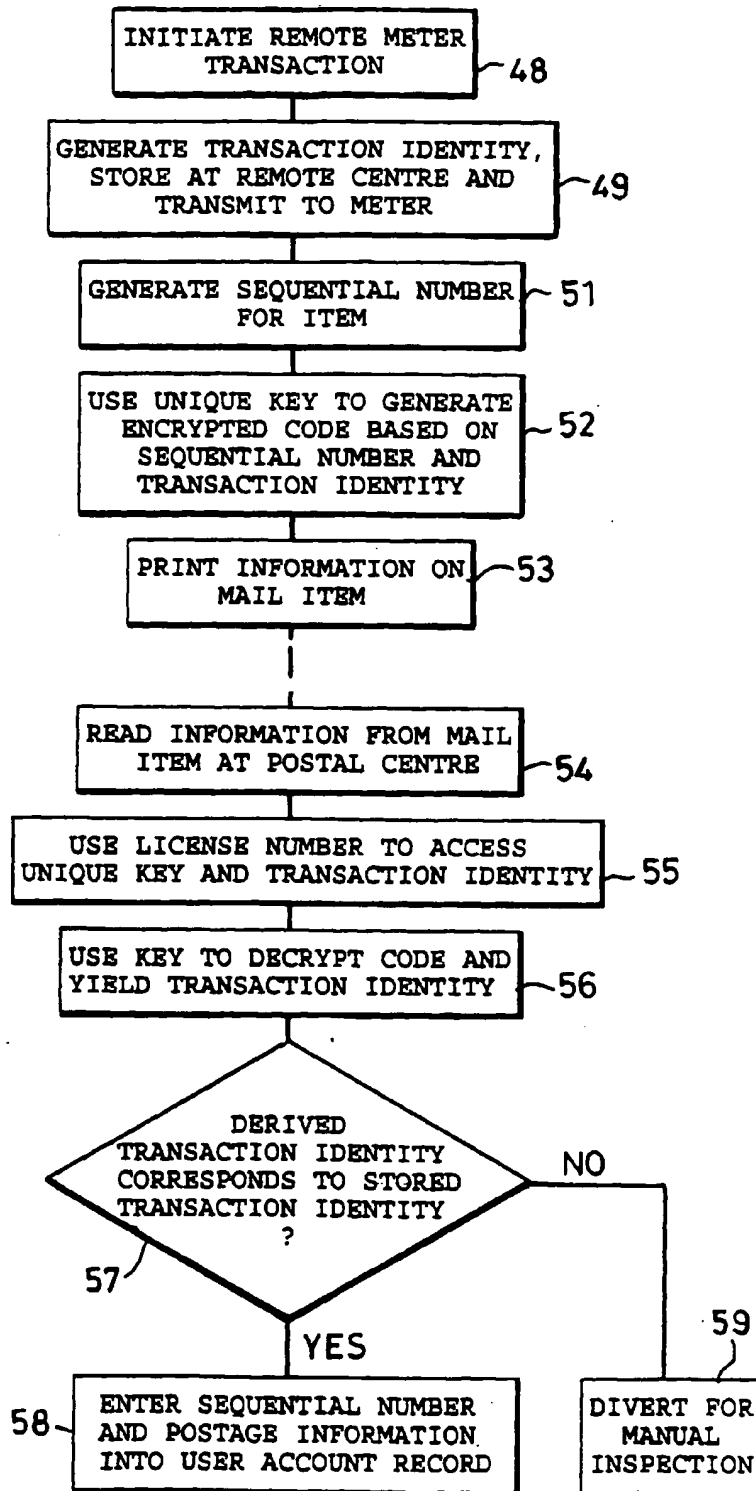 INITIATE REMOTE METER
TRANSACTION
48
GENERATE TRANSACTION IDENTITY,
STORE AT REMOTE CENTRE AND
TRANSMIT TO METER
49
GENERATE SEQUENTIAL NUMBER
FOR ITEM
51
USE UNIQUE KEY TO GENERATE
ENCRYPTED CODE BASED ON
SEQUENTIAL NUMBER AND
TRANSACTION IDENTITY
52
PRINT INFORMATION ON
MAIL ITEM
53
READ INFORMATION FROM MAIL
ITEM AT POSTAL CENTRE
54
USE LICENSE NUMBER TO ACCESS
UNIQUE KEY AND TRANSACTION IDENTITY
55
USE KEY TO DECRYPT CODE AND
YIELD TRANSACTION IDENTITY
56
DERIVED
TRANSACTION IDENTITY
CORRESPONDS TO STORED
TRANSACTION IDENTITY
?
57
NO
YES
58
ENTER SEQUENTIAL NUMBER
AND POSTAGE INFORMATION
INTO USER ACCOUNT RECORD
59
DIVERT FOR
MANUAL
INSPECTION